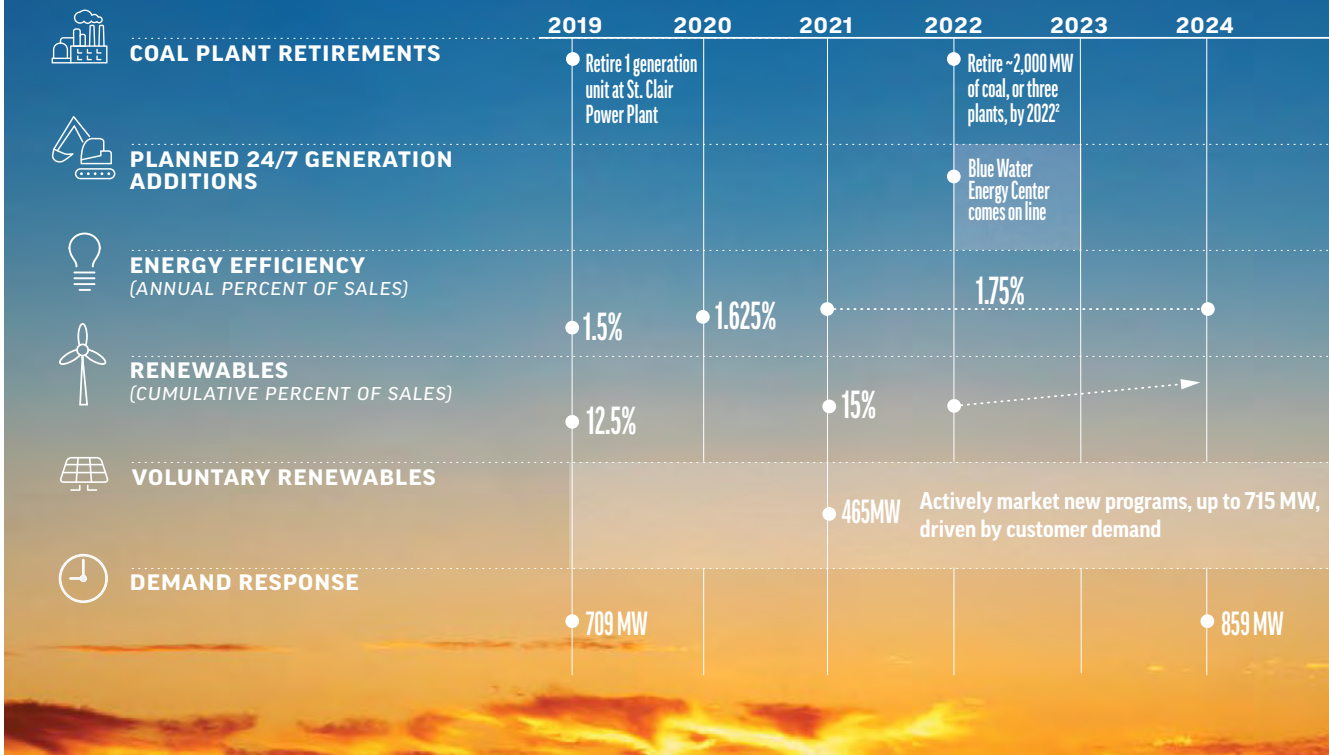 2019 2020 2021 2022 2023 2024
COAL PLANT RETIREMENTS
Retire 1 generation
unit at St. Clair
Power Plant
Retire ~2,000 MW
of coal, or three
plants, by 2022²
PLANNED 24/7 GENERATION
ADDITIONS
Blue Water
Energy Center
comes on line
ENERGY EFFICIENCY
(ANNUAL PERCENT OF SALES)
1.5%
1.625%
1.75%
RENEWABLES
(CUMULATIVE PERCENT OF SALES)
12.5%
15%
VOLUNTARY RENEWABLES
465MW
Actively market new programs, up to 715 MW,
driven by customer demand
DEMAND RESPONSE
709 MW
859 MW